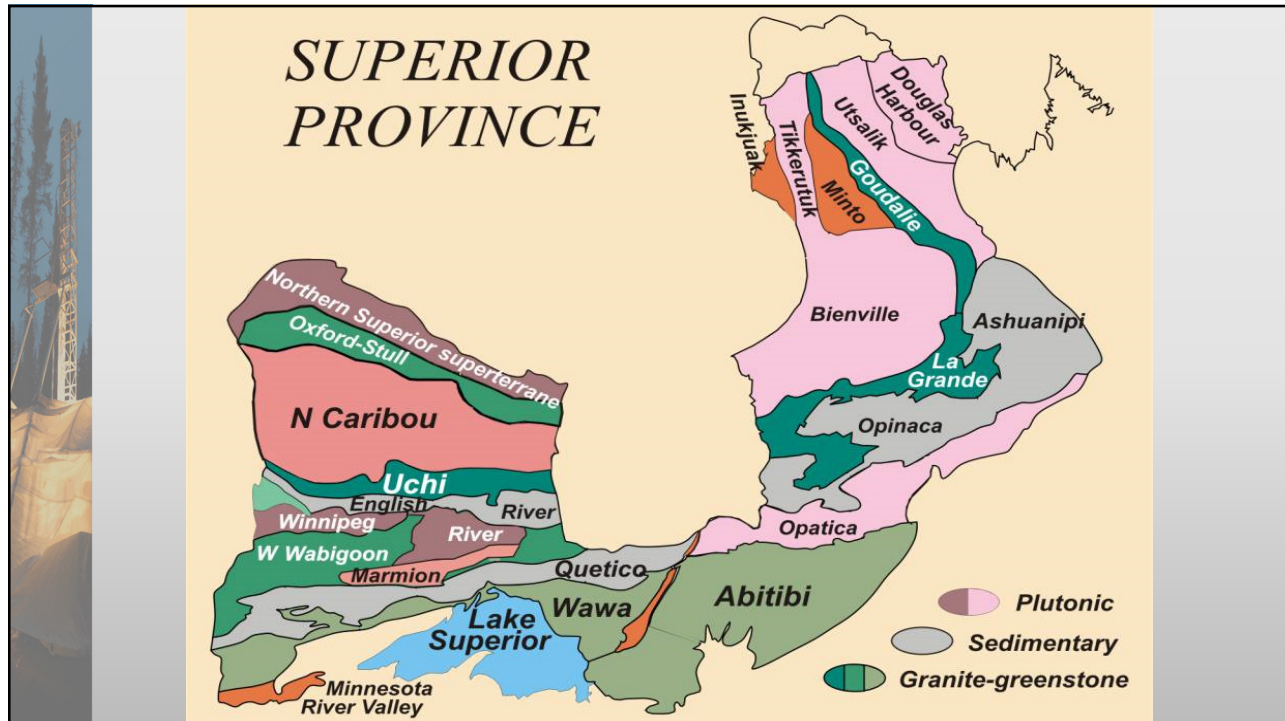 SUPERIOR
PROVINCE
Inukjuak
Tikkerutuk
Minto
Goudalie
Utsalik
Douglas
Harbour
Bienville
Ashuanipi
La
Grande
Opinaca
Opatica
Northern Superior superterrane
Oxford-Stull
N Caribou
Uchi
English River
Winnipeg River
W Wabigoon
Marmion
Quetico
Wawa
Abitibi
Lake
Superior
Minnesota
River Valley
Plutonic
Sedimentary
Granite-greenstone